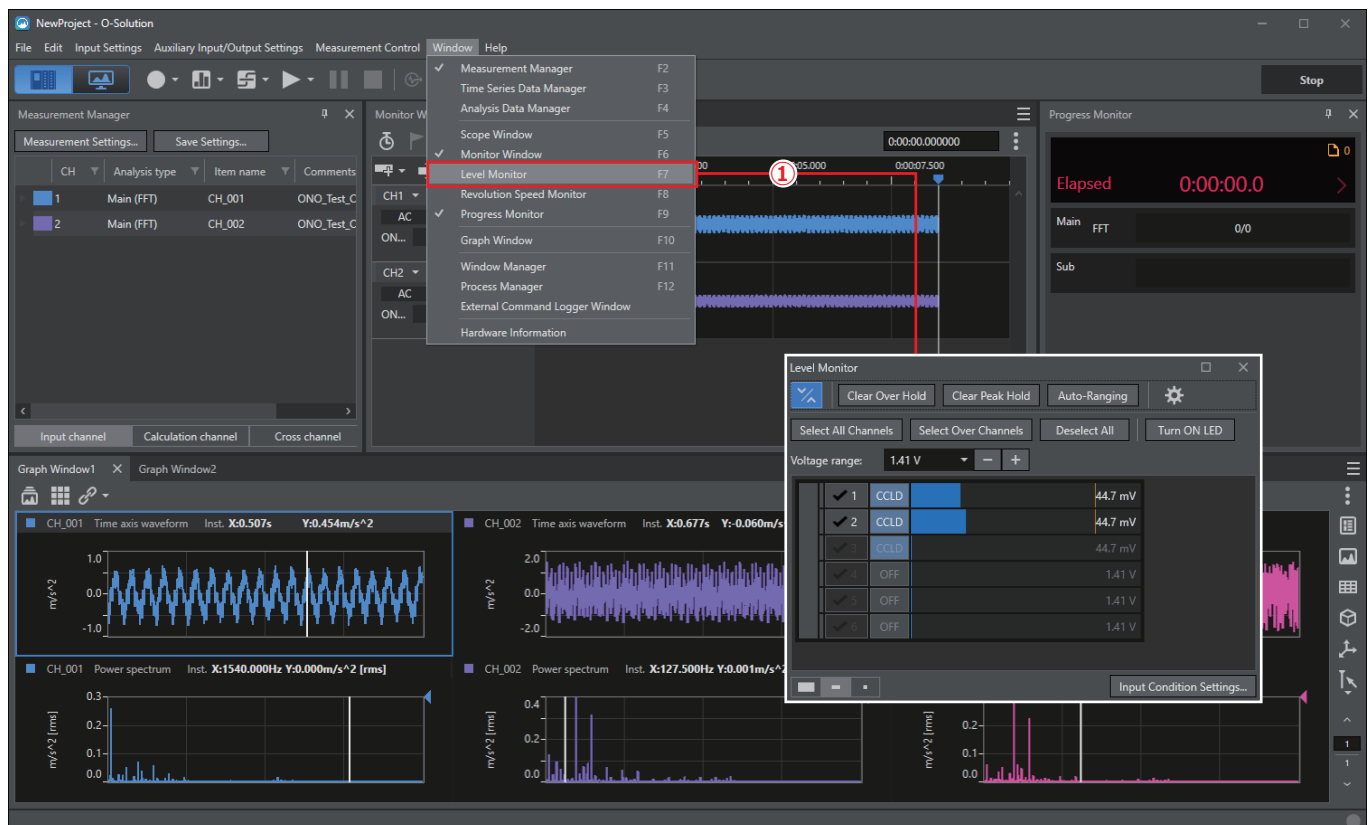 NewProject - O-Solution
File Edit Input Settings Auxiliary Input/Output Settings Measurement Control Window Help
Stop
Measurement Manager F2
Time Series Data Manager F3
Analysis Data Manager F4
Scope Window F5
Monitor Window F6
Level Monitor F7
Revolution Speed Monitor F8
Progress Monitor F9
Graph Window F10
Window Manager F11
Process Manager F12
External Command Logger Window
Hardware Information
①
Measurement Manager
Measurement Settings... Save Settings...
CH Analysis type Item name Comments
1 Main (FFT) CH_001 ONO_Test_C
2 Main (FFT) CH_002 ONO_Test_C
Input channel Calculation channel Cross channel
Monitor W
0:00:00.000000
05.000 0:00:07.500
CH1
AC
ON...
CH2
AC
ON...
Progress Monitor
0
Elapsed 0:00:00.0
Main FFT 0/0
Sub
Level Monitor
Clear Over Hold Clear Peak Hold Auto-Ranging
Select All Channels Select Over Channels Deselect All Turn ON LED
Voltage range: 1.41 V
1 CCLD 44.7 mV
2 CCLD 44.7 mV
3 CCLD 44.7 mV
4 OFF 1.41 V
5 OFF 1.41 V
6 OFF 1.41 V
Input Condition Settings...
Graph Window1 Graph Window2
CH_001 Time axis waveform Inst. X:0.507s Y:0.454m/s^2
1.0
0.0
-1.0
m/s^2
CH_002 Time axis waveform Inst. X:0.677s Y:-0.060m/s
2.0
0.0
-2.0
m/s^2
CH_001 Power spectrum Inst. X:1540.000Hz Y:0.000m/s^2 [rms]
0.3
0.2
0.1
0.0
m/s^2 [rms]
CH_002 Power spectrum Inst. X:127.500Hz Y:0.001m/s^2
0.4
0.2
0.0
m/s^2 [rms]
0.2
0.1
0.0
m/s^2 [rms]
1
1